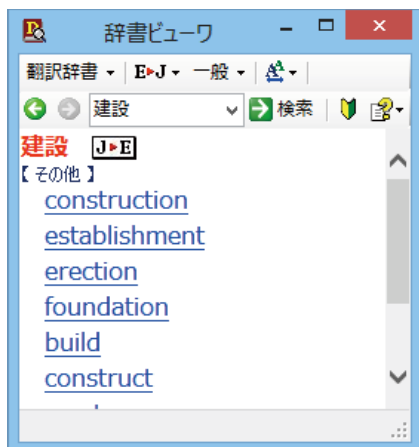 辞書ビューワ
翻訳辞書 E▶J 一般
建設 検索
建設 J▶E
【その他】
construction
establishment
erection
foundation
build
construct